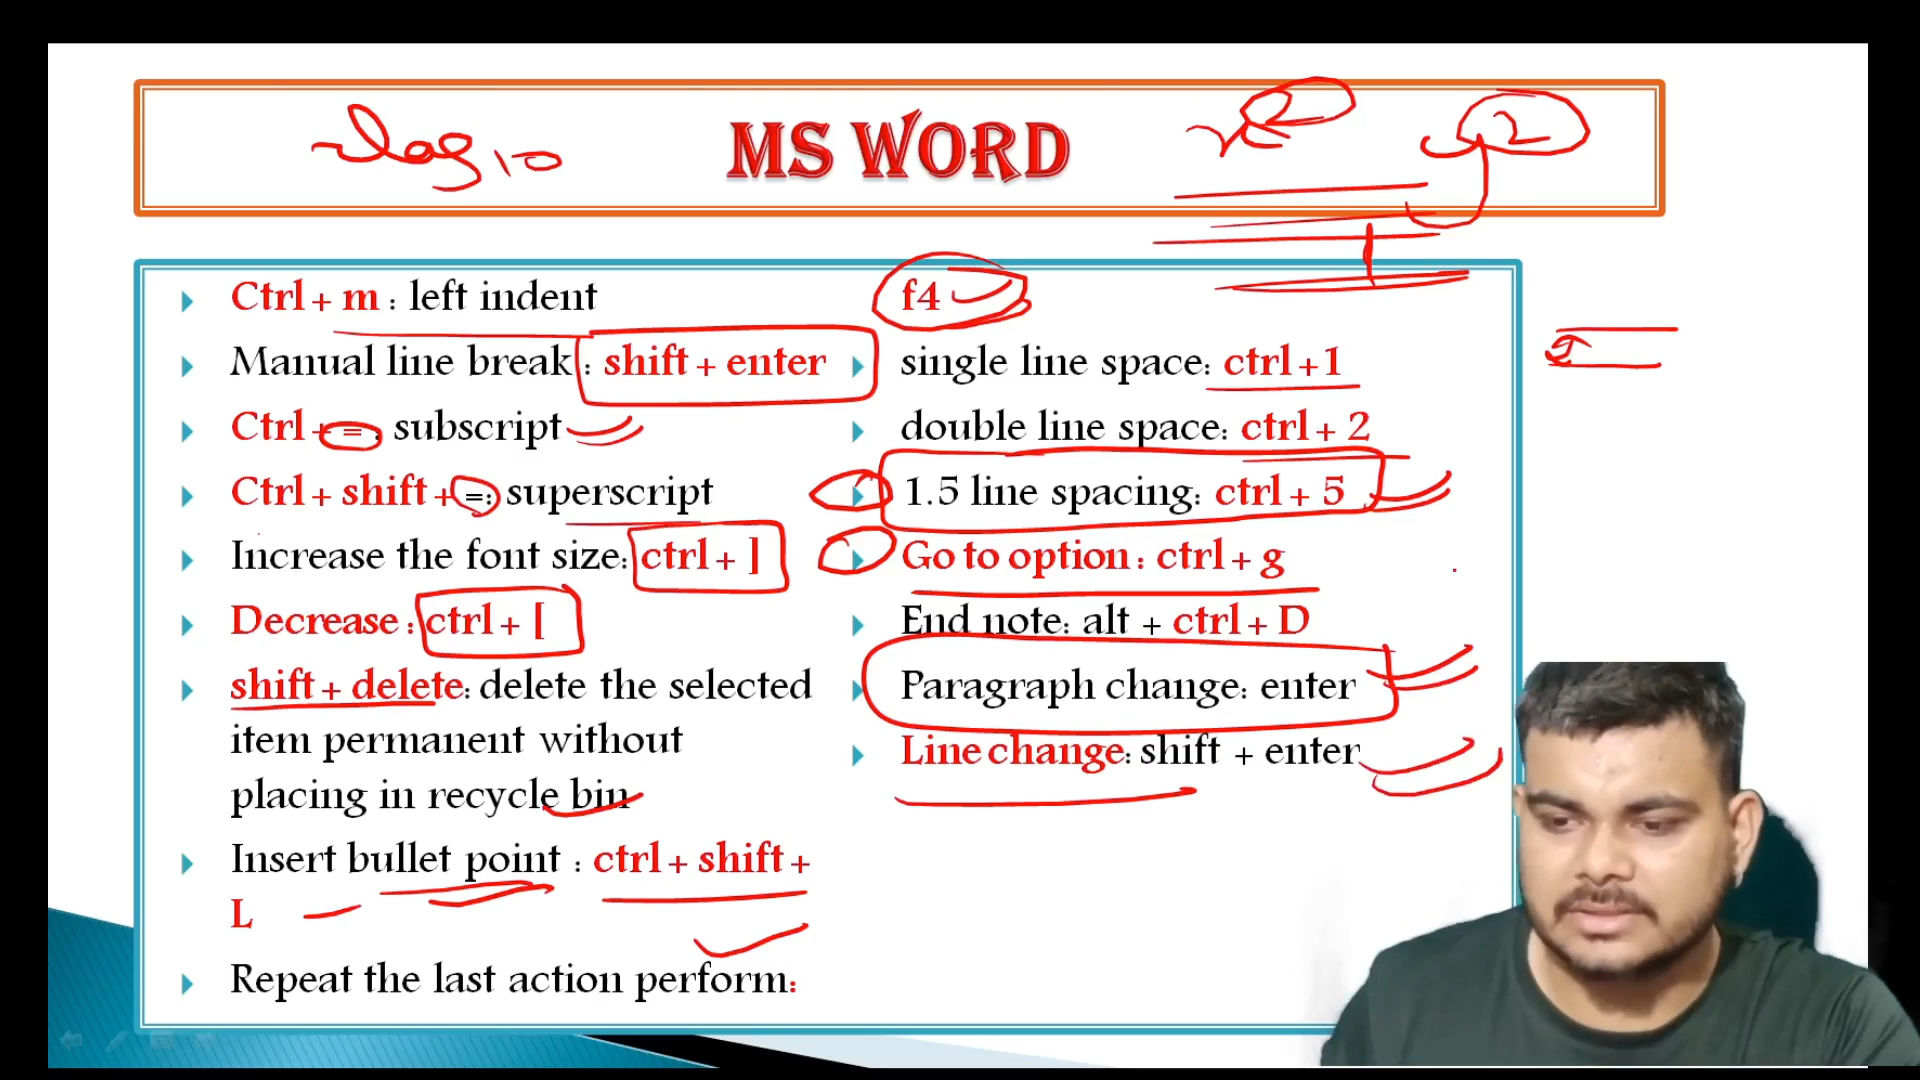 log 10
MS WORD
x2
2
Ctrl + m : left indent
Manual line break : shift + enter
Ctrl + = : subscript
Ctrl + shift + =: superscript
Increase the font size: ctrl + ]
Decrease : ctrl + [
shift + delete: delete the selected
item permanent without
placing in recycle bin
Insert bullet point : ctrl + shift +
L
Repeat the last action perform:
f4
single line space: ctrl +1
double line space: ctrl + 2
1.5 line spacing: ctrl + 5
Go to option : ctrl + g
End note: alt + ctrl + D
Paragraph change: enter
Line change: shift + enter